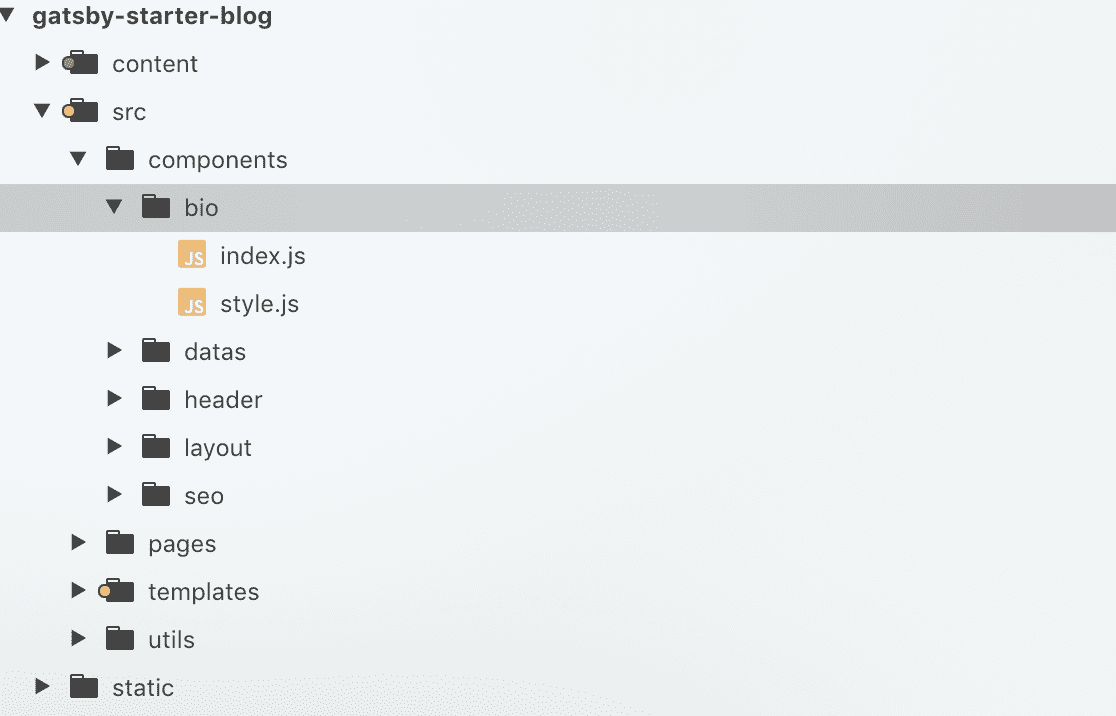 gatsby-starter-blog
content
src
components
bio
JS index.js
JS style.js
datas
header
layout
seo
pages
templates
utils
static